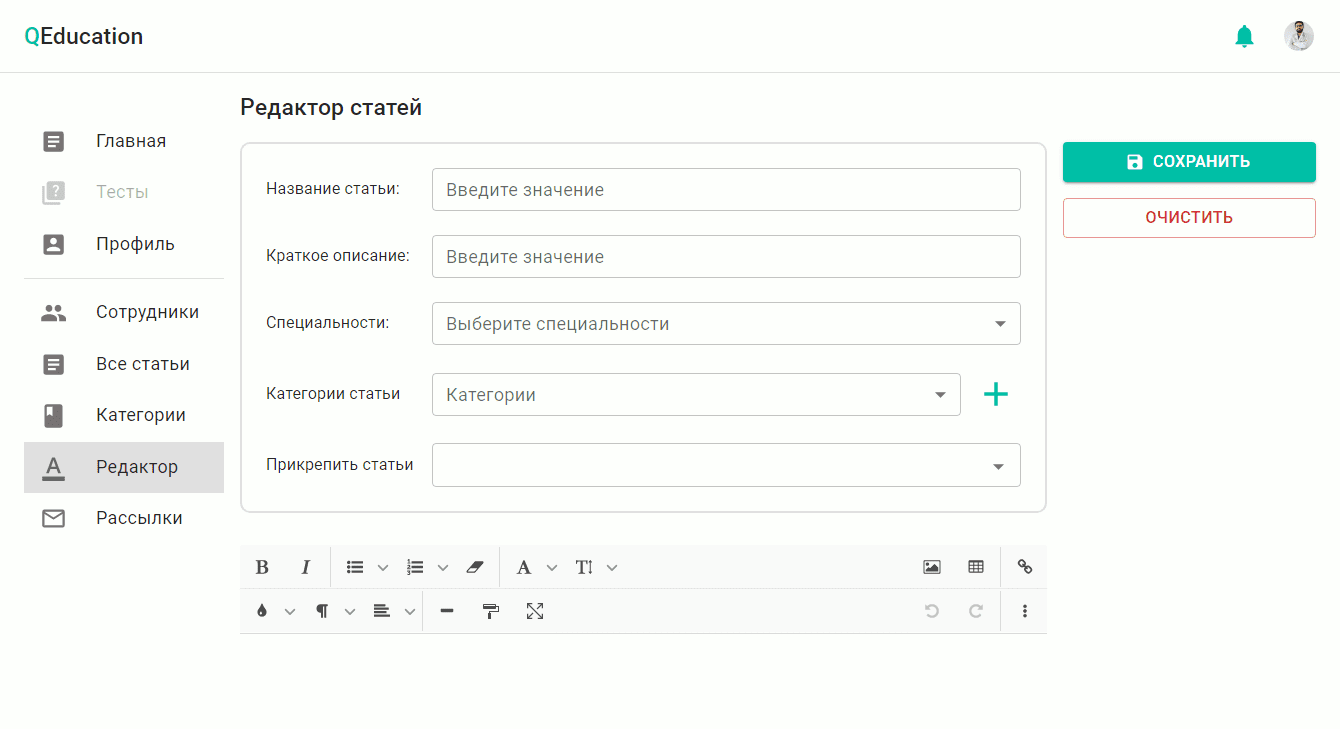 QEducation
Главная
Тесты
Профиль
Сотрудники
Все статьи
Категории
Редактор
Рассылки
Редактор статей
Название статьи: Введите значение
Краткое описание: Введите значение
Специальности: Выберите специальности
Категории статьи Категории
Прикрепить статьи
СОХРАНИТЬ
ОЧИСТИТЬ